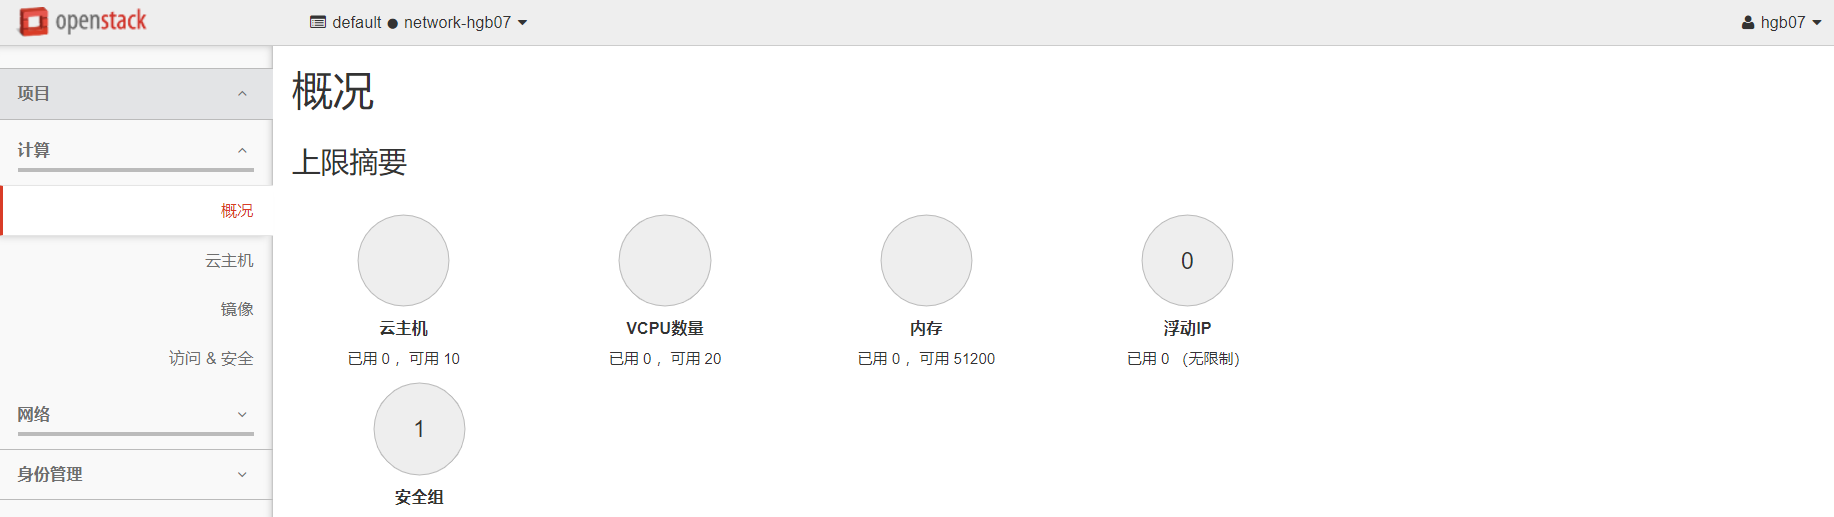 openstack
default ● network-hgb07
hgb07
项目
计算
概况
云主机
镜像
访问 & 安全
网络
身份管理
概况
上限摘要
云主机
已用 0 ，可用 10
VCPU数量
已用 0 ，可用 20
内存
已用 0 ，可用 51200
0
浮动IP
已用 0 （无限制）
1
安全组